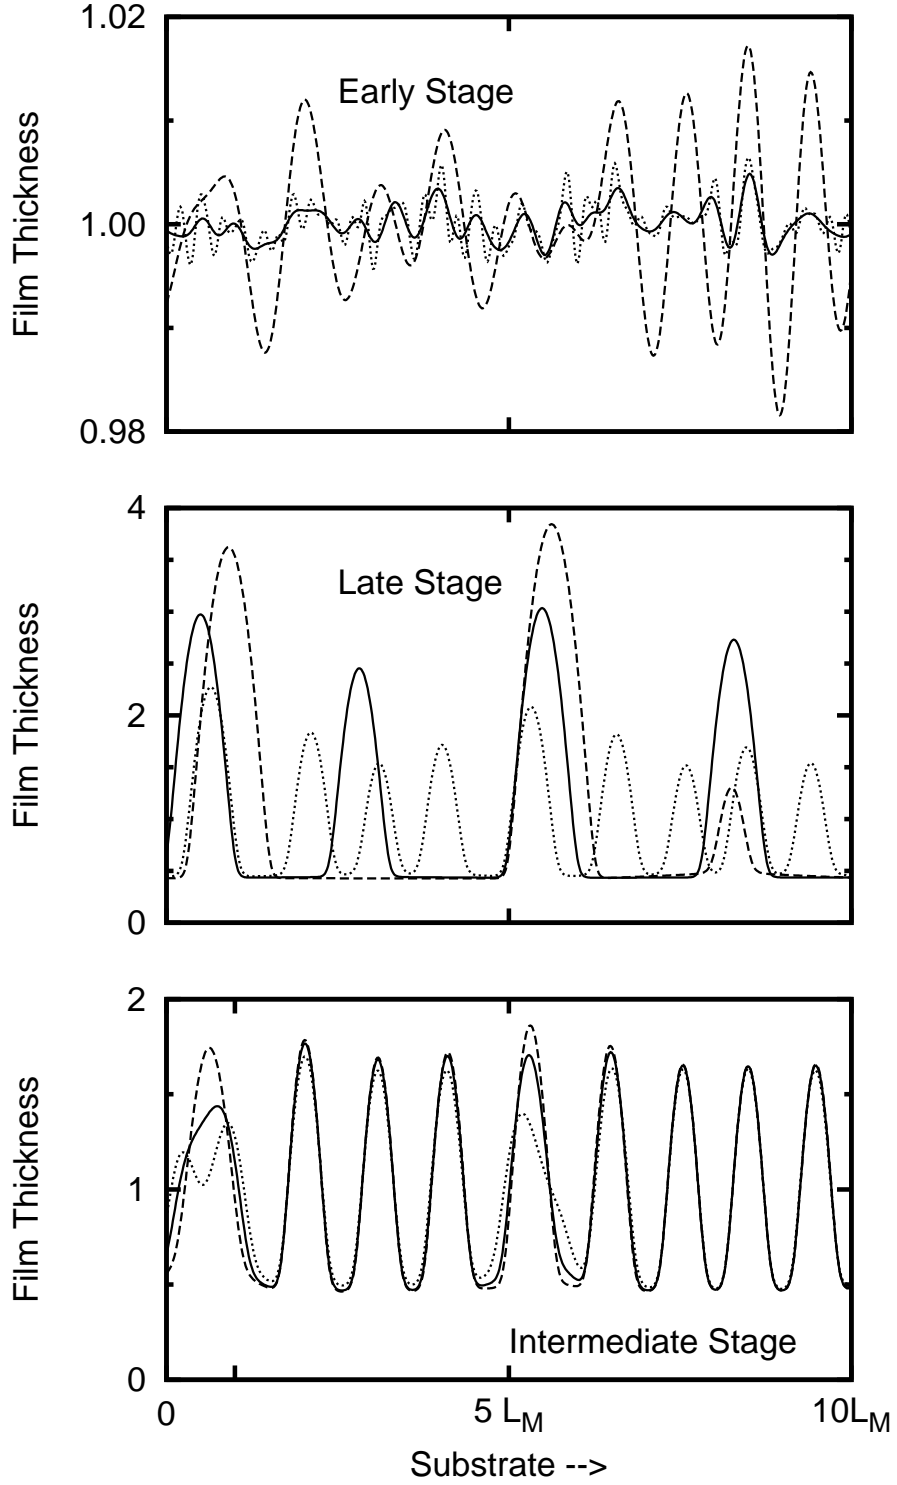 1.02
Early Stage
Film Thickness
1.00
0.98
4
Late Stage
Film Thickness
2
0
2
Film Thickness
1
Intermediate Stage
0
0 5 L_M 10L_M
Substrate -->